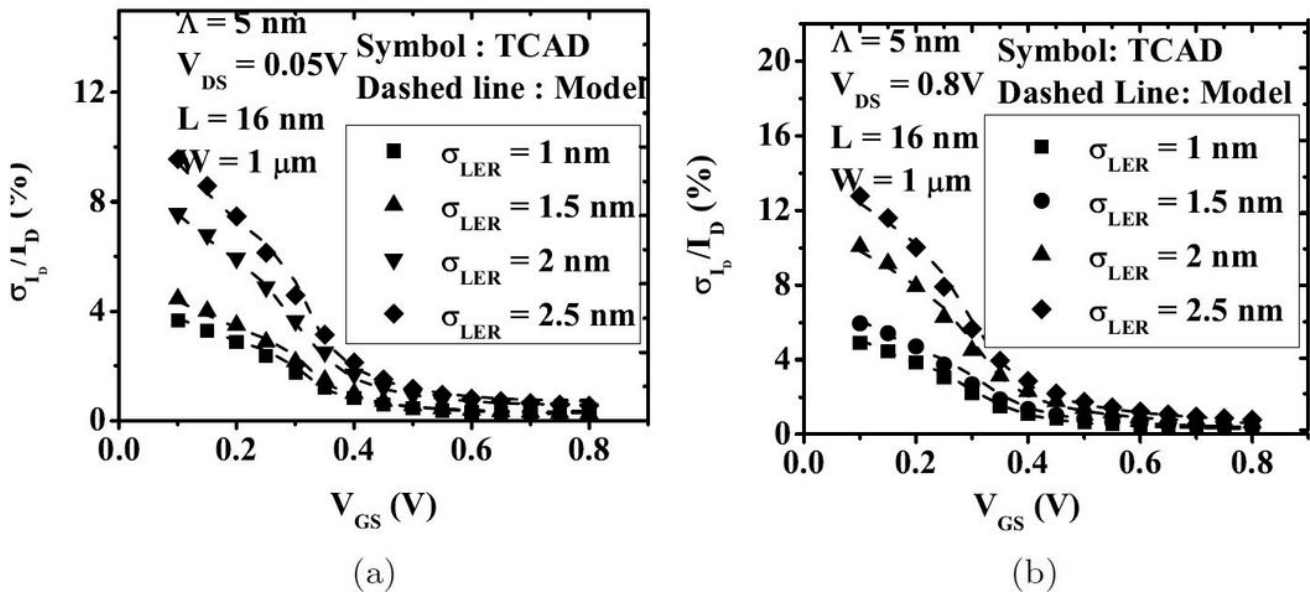 Λ = 5 nm
V_DS = 0.05V
L = 16 nm
W = 1 μm
Symbol : TCAD
Dashed line : Model
σ_LER = 1 nm
σ_LER = 1.5 nm
σ_LER = 2 nm
σ_LER = 2.5 nm
σ_I_D/I_D (%)
12
8
4
0
0.0 0.2 0.4 0.6 0.8
V_GS (V)
(a)
Λ = 5 nm
V_DS = 0.8V
L = 16 nm
W = 1 μm
Symbol: TCAD
Dashed Line: Model
σ_LER = 1 nm
σ_LER = 1.5 nm
σ_LER = 2 nm
σ_LER = 2.5 nm
σ_I_D/I_D (%)
20
16
12
8
4
0
0.0 0.2 0.4 0.6 0.8
V_GS (V)
(b)